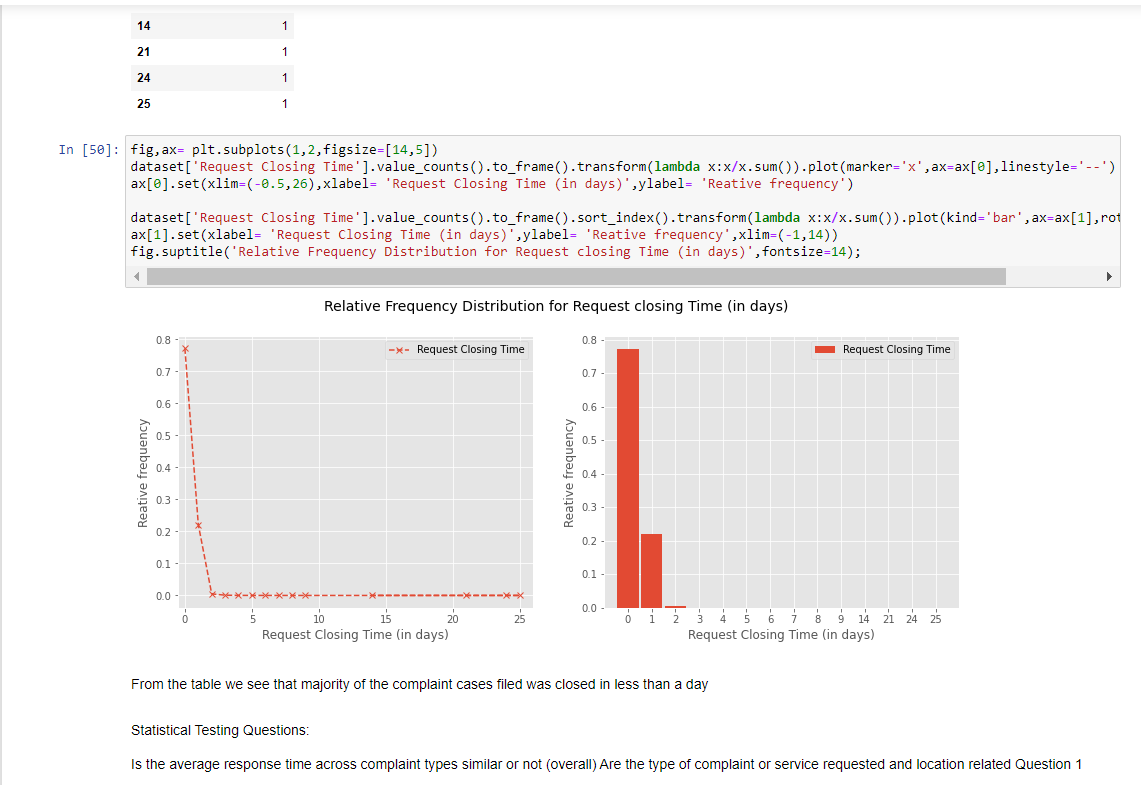 14 1
21 1
24 1
25 1
In [50]: fig,ax= plt.subplots(1,2,figsize=[14,5])
dataset['Request Closing Time'].value_counts().to_frame().transform(lambda x:x/x.sum()).plot(marker='x',ax=ax[0],linestyle='--')
ax[0].set(xlim=(-0.5,26),xlabel= 'Request Closing Time (in days)',ylabel= 'Reative frequency')
dataset['Request Closing Time'].value_counts().to_frame().sort_index().transform(lambda x:x/x.sum()).plot(kind='bar',ax=ax[1],rot
ax[1].set(xlabel= 'Request Closing Time (in days)',ylabel= 'Reative frequency',xlim=(-1,14))
fig.suptitle('Relative Frequency Distribution for Request closing Time (in days)',fontsize=14);
Relative Frequency Distribution for Request closing Time (in days)
Reative frequency
0.8
0.7
0.6
0.5
0.4
0.3
0.2
0.1
0.0
Request Closing Time
0 5 10 15 20 25
Request Closing Time (in days)
Reative frequency
0.8
0.7
0.6
0.5
0.4
0.3
0.2
0.1
0.0
Request Closing Time
0 1 2 3 4 5 6 7 8 9 14 21 24 25
Request Closing Time (in days)
From the table we see that majority of the complaint cases filed was closed in less than a day
Statistical Testing Questions:
Is the average response time across complaint types similar or not (overall) Are the type of complaint or service requested and location related Question 1